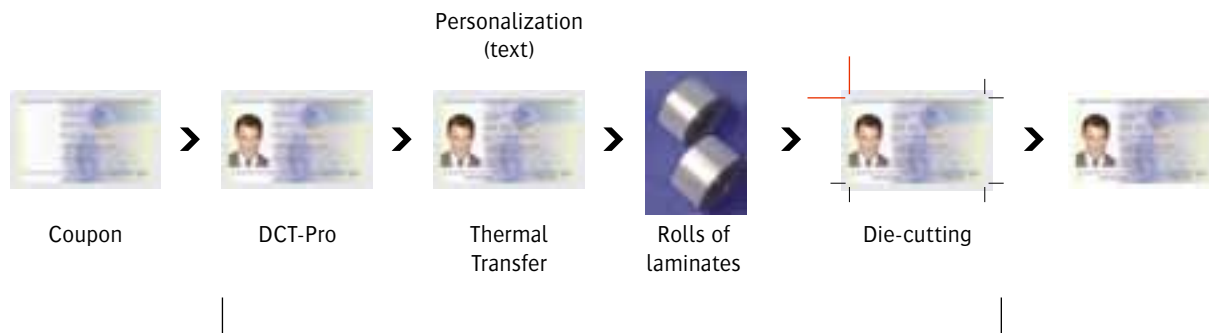 Personalization
(text)
Coupon
DCT-Pro
Thermal
Transfer
Rolls of
laminates
Die-cutting